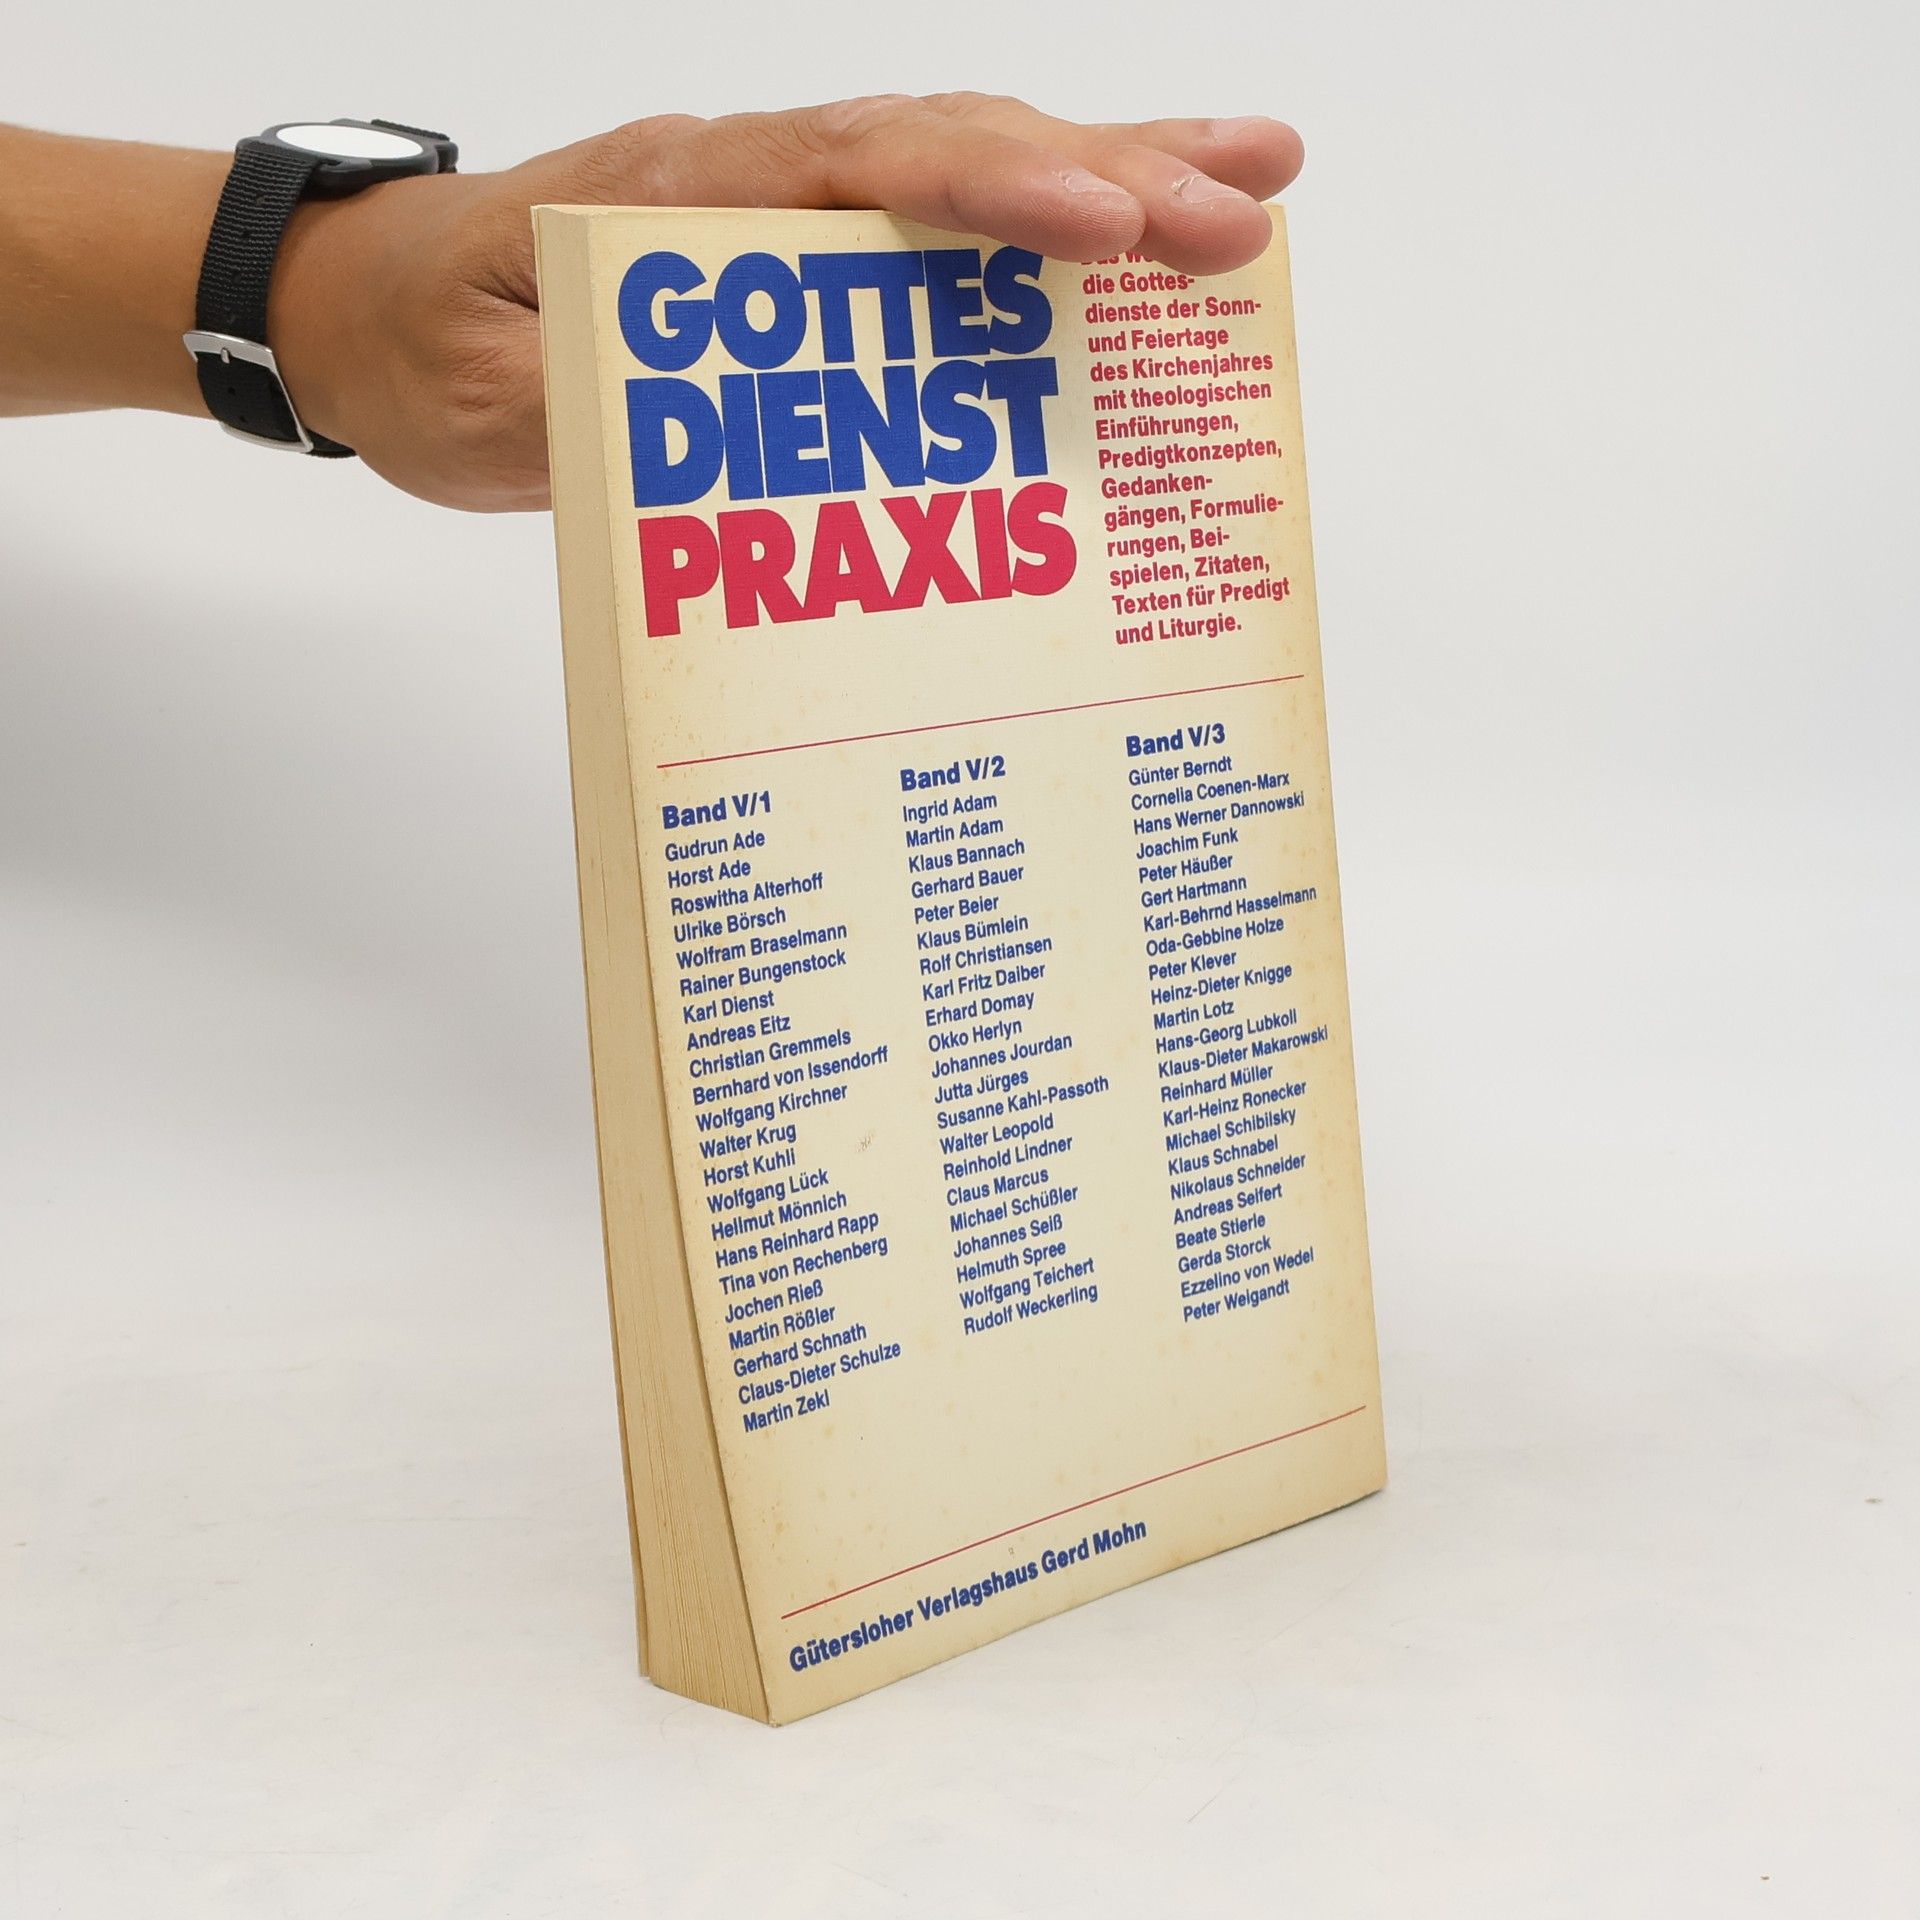 GOTTES
DIENST
PRAXIS
die Gottes-
dienste der Sonn-
und Feiertage
des Kirchenjahres
mit theologischen
Einführungen,
Predigtkonzepten,
Gedanken-
gängen, Formulie-
rungen, Bei-
spielen, Zitaten,
Texten für Predigt
und Liturgie.
Band V/1
Gudrun Ade
Horst Ade
Roswitha Alterhoff
Ulrike Börsch
Wolfram Braselmann
Rainer Bungenstock
Karl Dienst
Andreas Eitz
Christian Gremmels
Bernhard von Issendorff
Wolfgang Kirchner
Walter Krug
Horst Kuhli
Wolfgang Lück
Hellmut Mönnich
Hans Reinhard Rapp
Tina von Rechenberg
Jochen Rieß
Martin Rößler
Gerhard Schnath
Claus-Dieter Schulze
Martin Zekl
Band V/2
Ingrid Adam
Martin Adam
Klaus Bannach
Gerhard Bauer
Peter Beier
Klaus Bümlein
Rolf Christiansen
Karl Fritz Daiber
Erhard Domay
Okko Herlyn
Johannes Jourdan
Jutta Jürges
Susanne Kahl-Passoth
Walter Leopold
Reinhold Lindner
Claus Marcus
Michael Schüßler
Johannes Seiß
Helmuth Spree
Wolfgang Teichert
Rudolf Weckerling
Band V/3
Günter Berndt
Cornelia Coenen-Marx
Hans Werner Dannowski
Joachim Funk
Peter Häußer
Gert Hartmann
Karl-Behrnd Hasselmann
Oda-Gebbine Holze
Peter Klever
Heinz-Dieter Knigge
Martin Lotz
Hans-Georg Lubkoll
Klaus-Dieter Makarowski
Reinhard Müller
Karl-Heinz Ronecker
Michael Schibilsky
Klaus Schnabel
Nikolaus Schneider
Andreas Seifert
Beate Stierle
Gerda Storck
Ezzelino von Wedel
Peter Weigandt
Gütersloher Verlagshaus Gerd Mohn